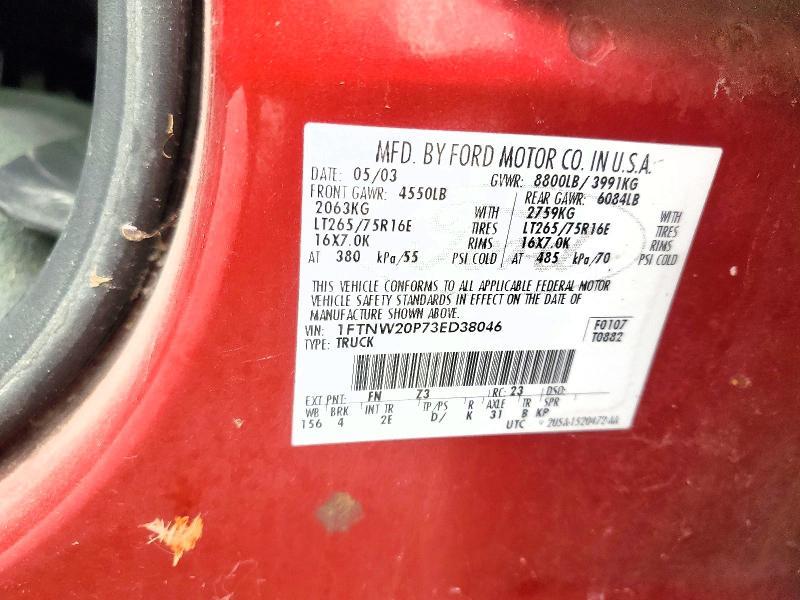 MFD. BY FORD MOTOR CO. IN U.S.A.
DATE: 05/03 GVWR: 8800LB/3991KG
FRONT GAWR: 4550LB REAR GAWR: 6084LB
2063KG WITH 2759KG WITH
LT265/75R16E TIRES LT265/75R16E TIRES
16X7.0K RIMS 16X7.0K RIMS
AT 380 kPa/55 PSI COLD AT 485 kPa/70 PSI COLD
THIS VEHICLE CONFORMS TO ALL APPLICABLE FEDERAL MOTOR
VEHICLE SAFETY STANDARDS IN EFFECT ON THE DATE OF
MANUFACTURE SHOWN ABOVE.
VIN: 1FTNW20P73ED38046 F0107
TYPE: TRUCK T0882
EXT PNT: FN Z3 RC: 23 DSO:
WB BRK INT TR TP/PS R AXLE TR SPR
156 4 2E D/ K 31 B KP
UTC 2U5A-1520472-AA